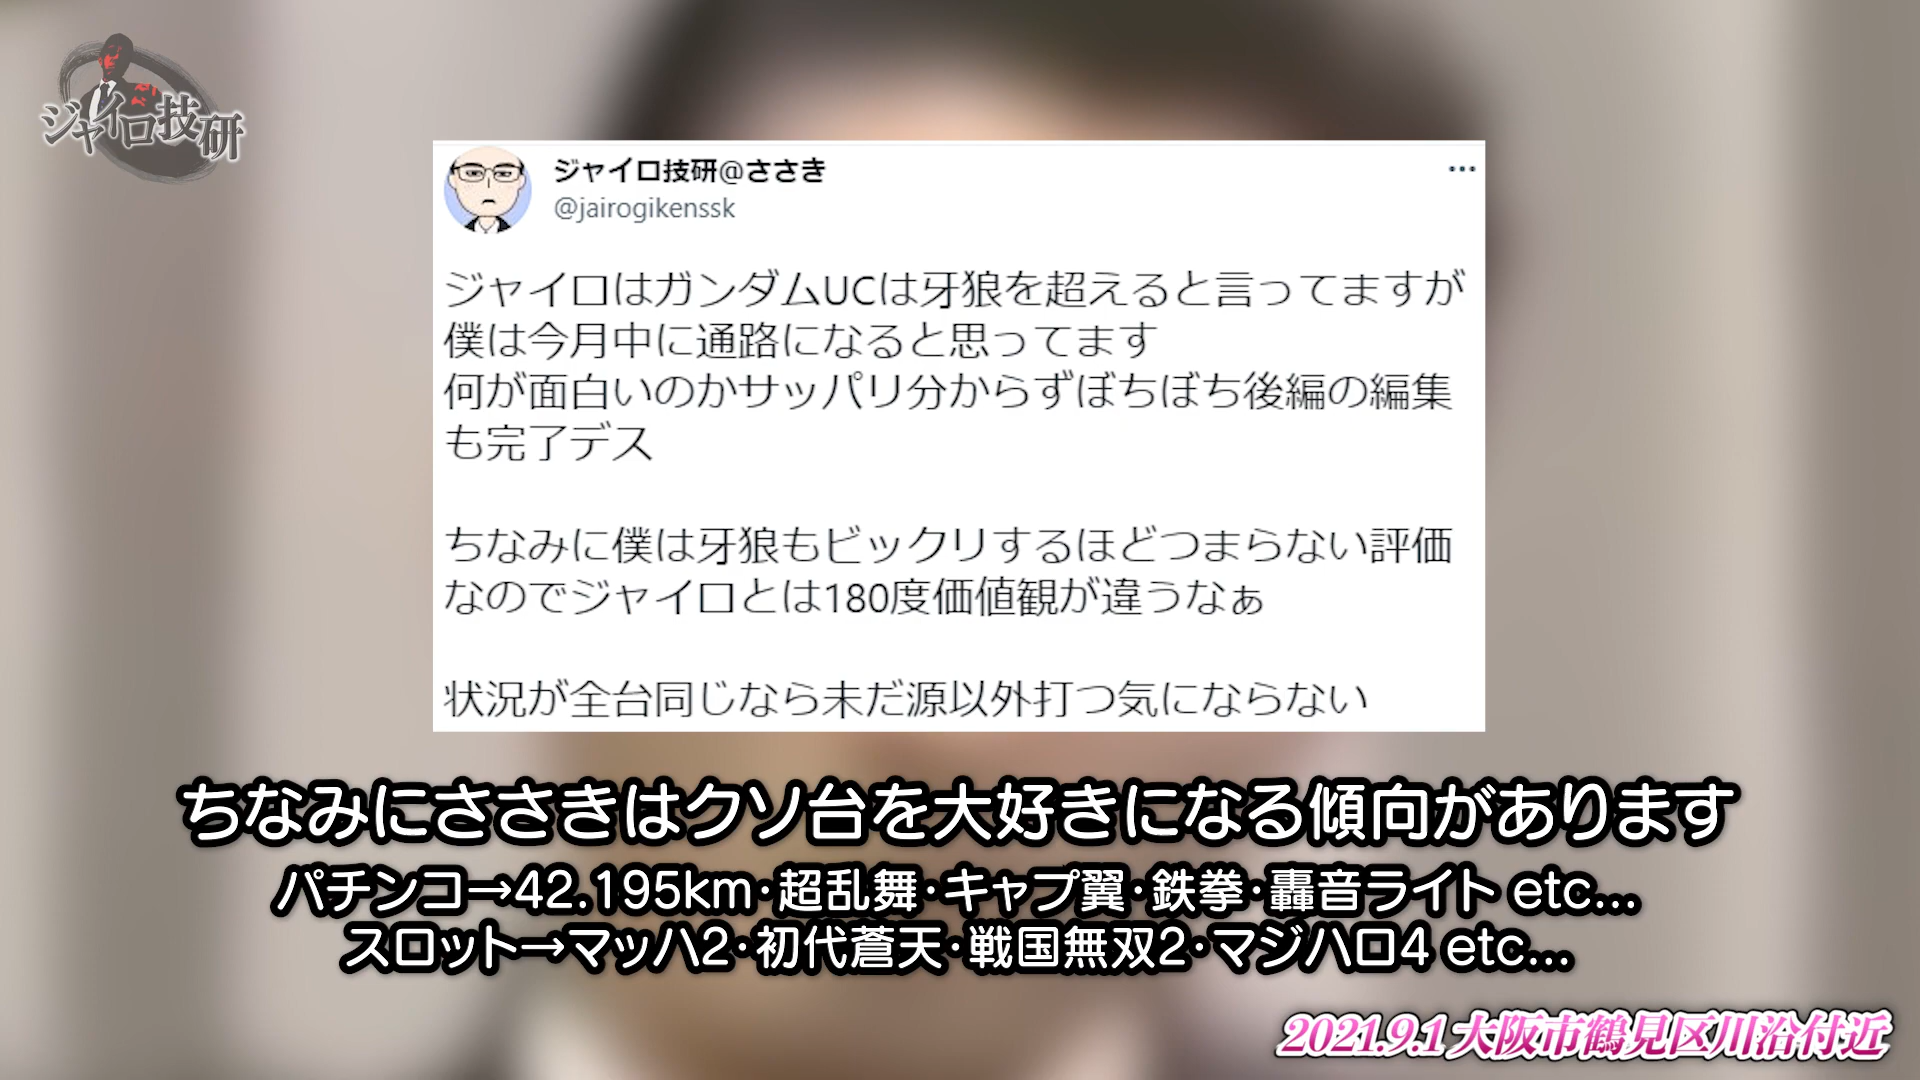 ジャイロ技研
ジャイロ技研@ささき
@jairogikenssk
ジャイロはガンダムUCは牙狼を超えると言ってますが
僕は今月中に通路になると思ってます
何が面白いのかサッパリ分からずぼちぼち後編の編集
も完了デス
ちなみに僕は牙狼もビックリするほどつまらない評価
なのでジャイロとは180度価値観が違うなぁ
状況が全台同じなら未だ源以外打つ気にならない
ちなみにささきはクソ台を大好きになる傾向があります
パチンコ→42.195km･超乱舞･キャプ翼･鉄拳･轟音ライト etc...
スロット→マッハ2･初代蒼天･戦国無双2･マジハロ4 etc...
2021.9.1 大阪市鶴見区川沿付近